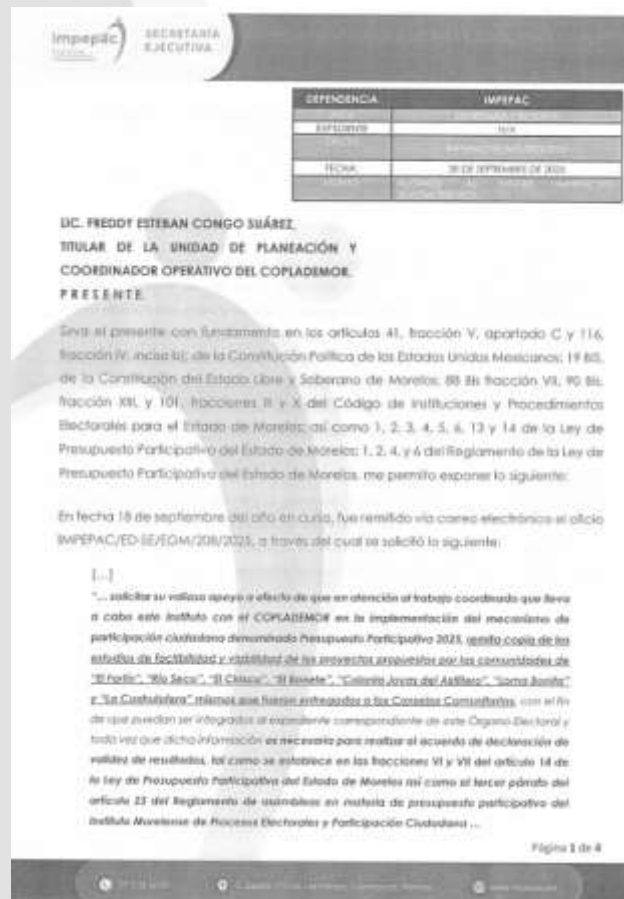 impepac
SECRETARÍA
EJECUTIVA
DEPENDENCIA IMPEPAC
EXPEDIENTE N/A
FECHA: DE SEPTIEMBRE DE 2025
LIC. FREDDY ESTEBAN CONGO SUÁREZ,
TITULAR DE LA UNIDAD DE PLANEACIÓN Y
COORDINADOR OPERATIVO DEL COPLADEMOR.
P R E S E N T E.
Sirva el presente con fundamento en los artículos 41, fracción V, apartado C y 116,
fracción IV, inciso b); de la Constitución Política de los Estados Unidos Mexicanos; 19 BIS,
de la Constitución del Estado Libre y Soberano de Morelos; 88 Bis fracción VII, 90 Bis,
fracción XIII, y 101, fracciones II y X del Código de Instituciones y Procedimientos
Electorales para el Estado de Morelos; así como 1, 2, 3, 4, 5, 6, 13 y 14 de la Ley de
Presupuesto Participativo del Estado de Morelos; 1, 2, 4, y 6 del Reglamento de la Ley de
Presupuesto Participativo del Estado de Morelos, me permito exponer lo siguiente:
En fecha 18 de septiembre del año en curso, fue remitido vía correo electrónico el oficio
IMPEPAC/ED-SE/EGM/208/2025, a través del cual se solicitó lo siguiente:
[...]
"... solicitar su valioso apoyo a efecto de que en atención al trabajo coordinado que lleva
a cabo este Instituto con el COPLADEMOR en la implementación del mecanismo de
participación ciudadana denominado Presupuesto Participativo 2025, remita copia de los
estudios de factibilidad y viabilidad de los proyectos propuestos por las comunidades de
"El Fortín", "Río Seco", "El Chisco", "El Bonete", "Colonia Joyas del Astillero", "Loma Bonita"
y "La Cuahulotera" mismos que fueron entregados a los Consejos Comunitarios, con el fin
de que puedan ser integrados al expediente correspondiente de este Órgano Electoral y
toda vez que dicha información es necesaria para realizar el acuerdo de declaración de
validez de resultados, tal como se establece en las fracciones VI y VII del artículo 14 de
la Ley de Presupuesto Participativo del Estado de Morelos así como el tercer párrafo del
artículo 23 del Reglamento de asambleas en materia de presupuesto participativo del
Instituto Morelense de Procesos Electorales y Participación Ciudadana ...
Página 1 de 4